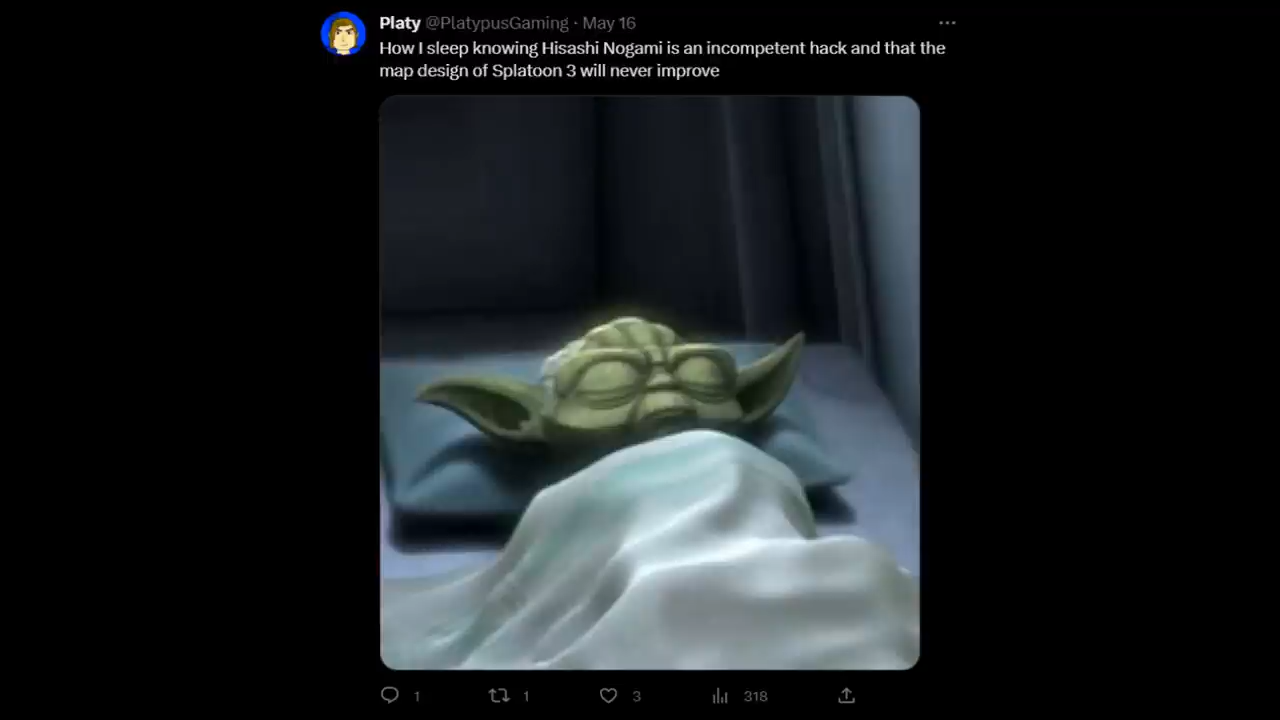 Platy @PlatypusGaming · May 16
How I sleep knowing Hisashi Nogami is an incompetent hack and that the
map design of Splatoon 3 will never improve
1 1 3 318